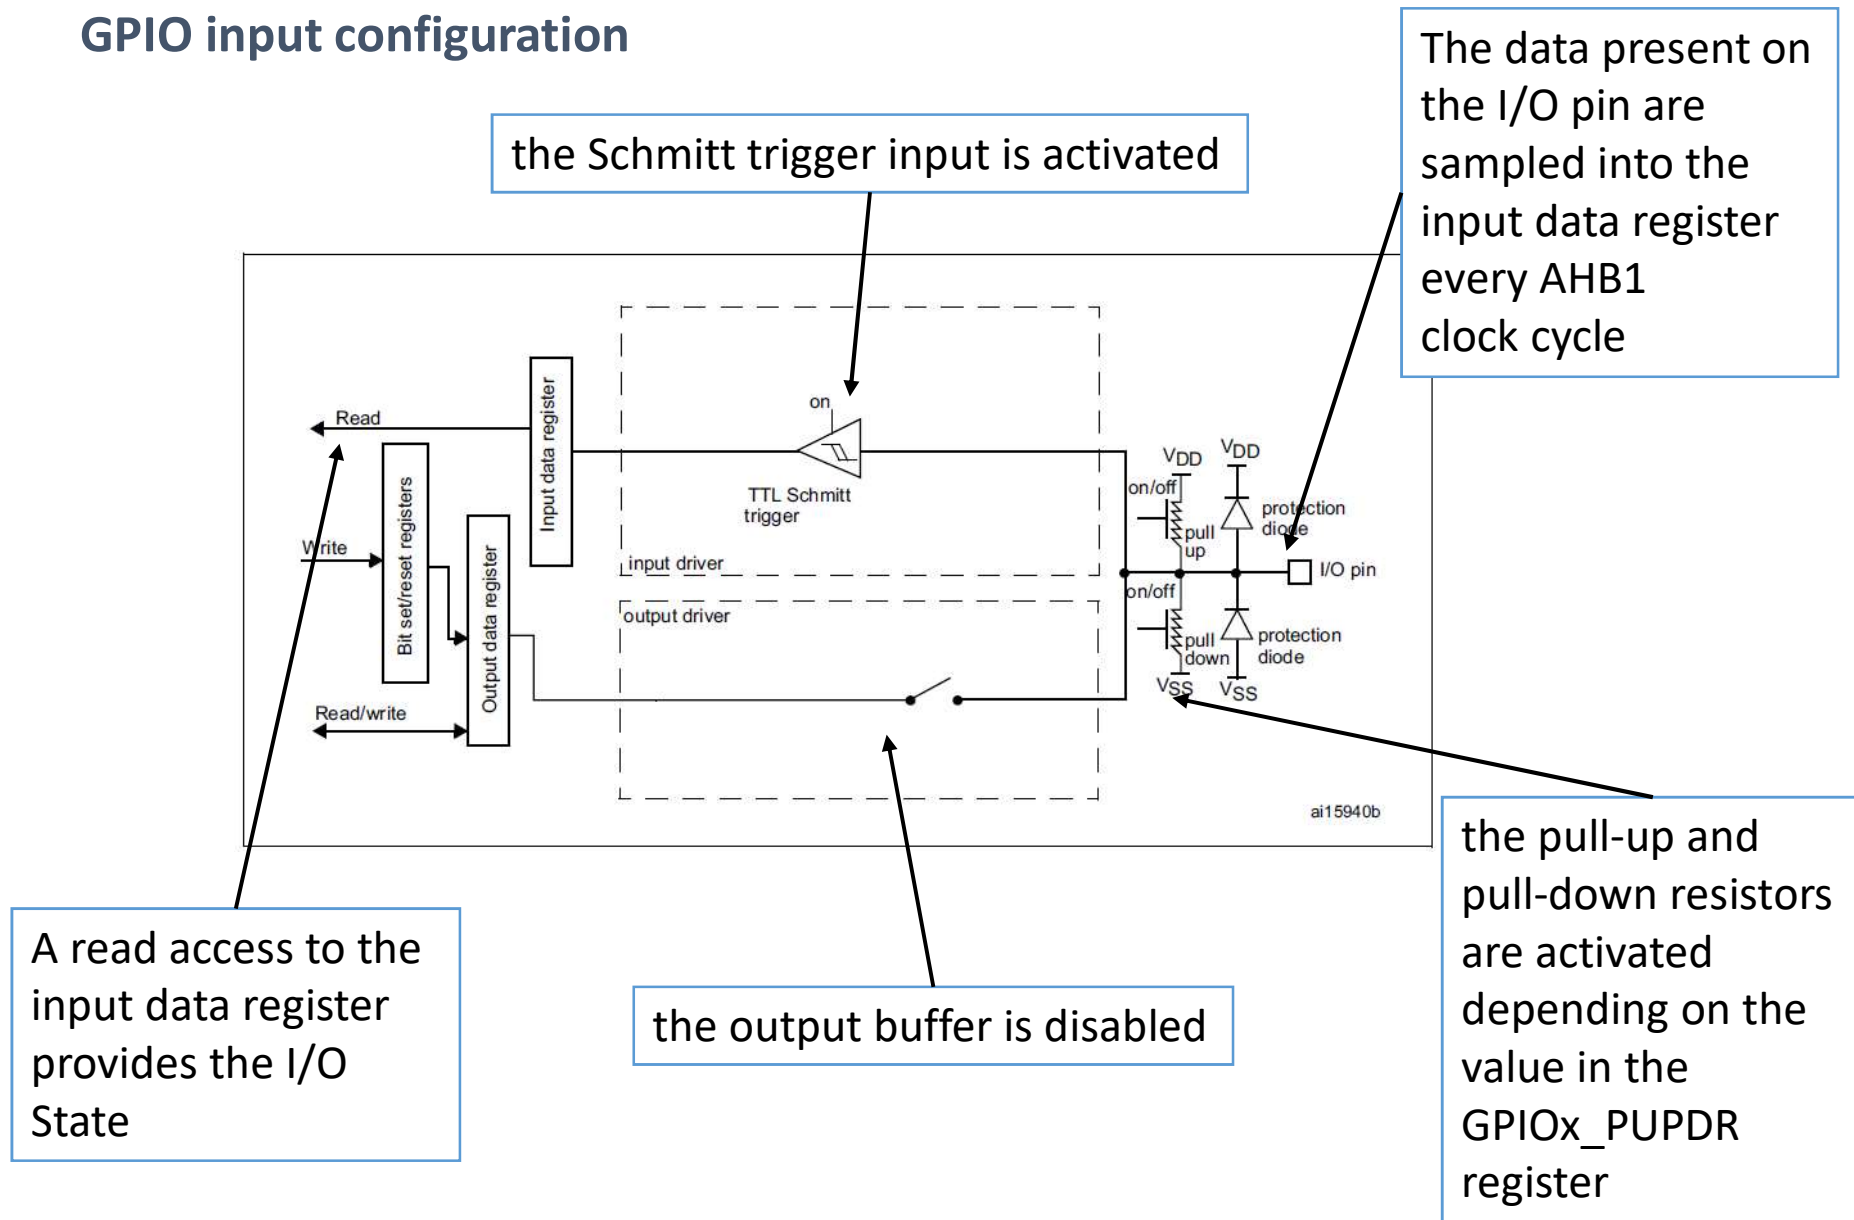 GPIO input configuration
The data present on
the I/O pin are
sampled into the
input data register
every AHB1
clock cycle
the Schmitt trigger input is activated
on
Read
Input data register
TTL Schmitt
trigger
VDD
VDD
on/off
protection
diode
pull
up
Bit set/reset registers
Write
input driver
I/O pin
Output data register
output driver
on/off
pull
down
protection
diode
VSS
VSS
Read/write
ai15940b
the pull-up and
pull-down resistors
are activated
depending on the
value in the
GPIOx_PUPDR
register
A read access to the
input data register
provides the I/O
State
the output buffer is disabled